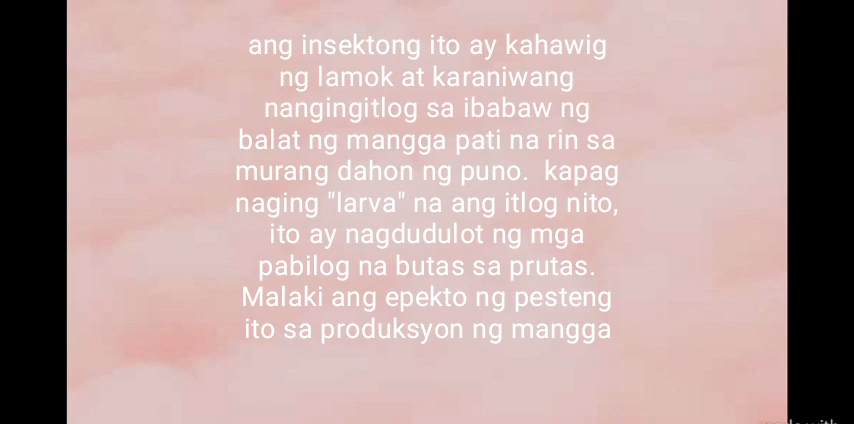 ang insektong ito ay kahawig
ng lamok at karaniwang
nangingitlog sa ibabaw ng
balat ng mangga pati na rin sa
murang dahon ng puno.  kapag
naging "larva" na ang itlog nito,
ito ay nagdudulot ng mga
pabilog na butas sa prutas.
Malaki ang epekto ng pesteng
ito sa produksyon ng mangga